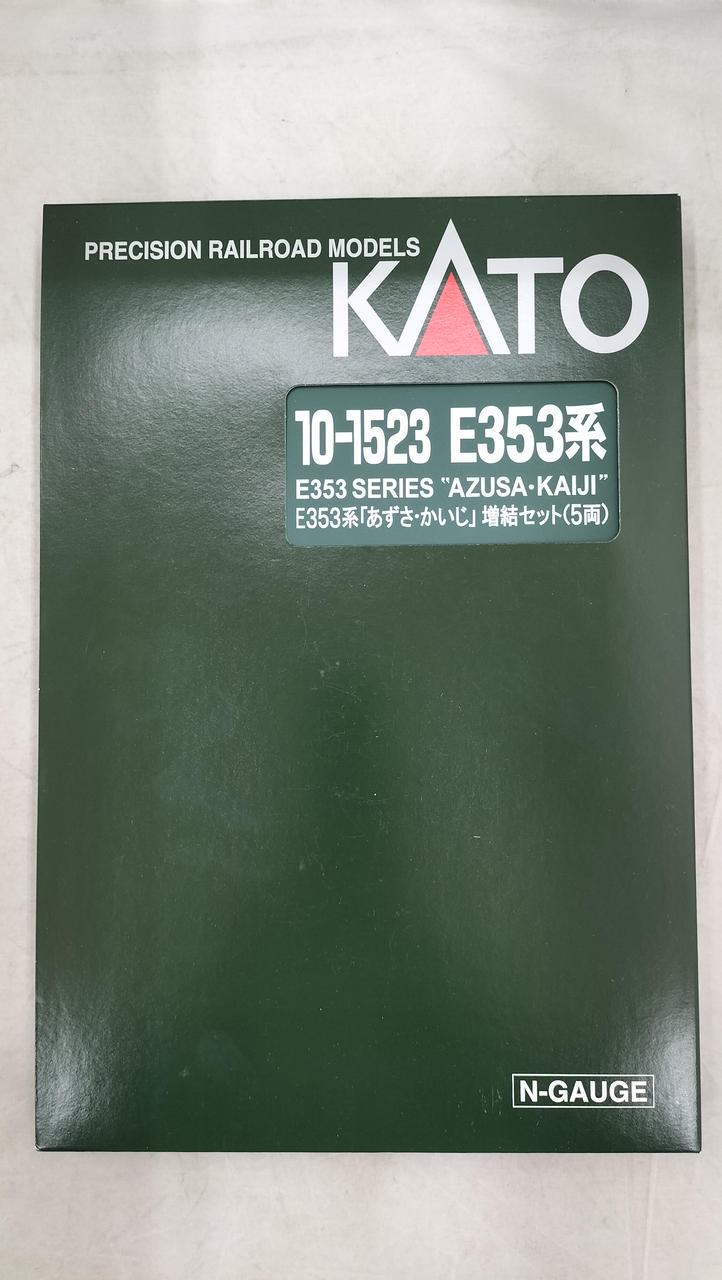 PRECISION RAILROAD MODELS
KATO
10-1523 E353系
E353 SERIES “AZUSA･KAIJI”
E353系｢あずさ･かいじ｣ 増結セット(5両)
N-GAUGE